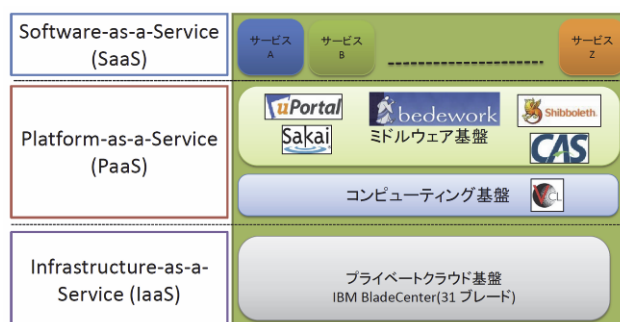 Software-as-a-Service
(SaaS)
サービス
A
サービス
B
サービス
Z
Platform-as-a-Service
(PaaS)
uPortal
bedework
Shibboleth
Sakai
ミドルウェア基盤
CAS
コンピューティング基盤
VCL
Infrastructure-as-a-
Service (IaaS)
プライベートクラウド基盤
IBM BladeCenter(31 ブレード)